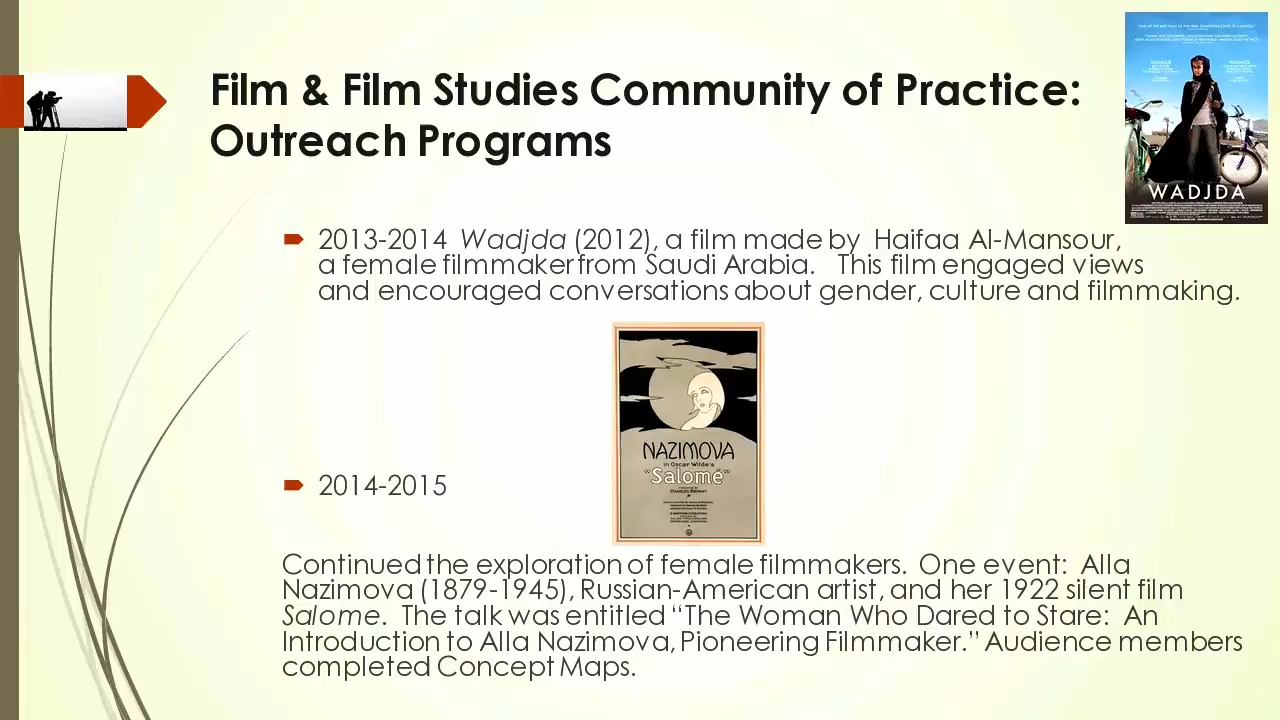 Film & Film Studies Community of Practice:
Outreach Programs
WADJDA
2013-2014 Wadjda (2012), a film made by Haifaa Al-Mansour,
a female filmmaker from Saudi Arabia. This film engaged views
and encouraged conversations about gender, culture and filmmaking.
NAZIMOVA
in Oscar Wilde's
"Salomé"
CHARLES BRYANT
2014-2015
Continued the exploration of female filmmakers. One event: Alla
Nazimova (1879-1945), Russian-American artist, and her 1922 silent film
Salome. The talk was entitled “The Woman Who Dared to Stare: An
Introduction to Alla Nazimova, Pioneering Filmmaker.” Audience members
completed Concept Maps.